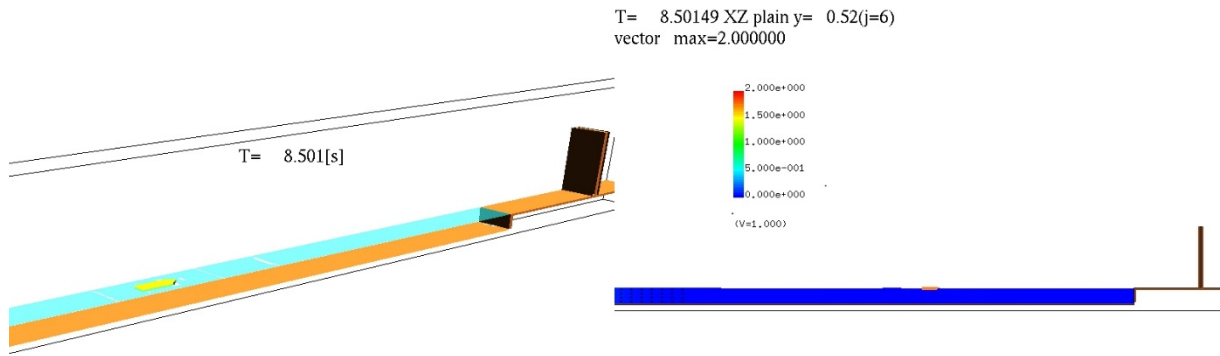 T= 8.501[s]
T= 8.50149 XZ plain y= 0.52(j=6)
vector max=2.000000
2.000e+000
1.500e+000
1.000e+000
5.000e-001
0.000e+000
(V=1.000)